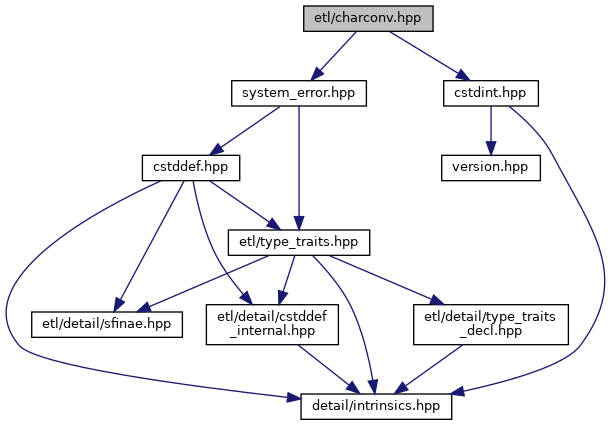 etl/charconv.hpp
system_error.hpp
cstdint.hpp
cstddef.hpp
version.hpp
etl/type_traits.hpp
etl/detail/sfinae.hpp
etl/detail/cstddef
_internal.hpp
etl/detail/type_traits
_decl.hpp
detail/intrinsics.hpp